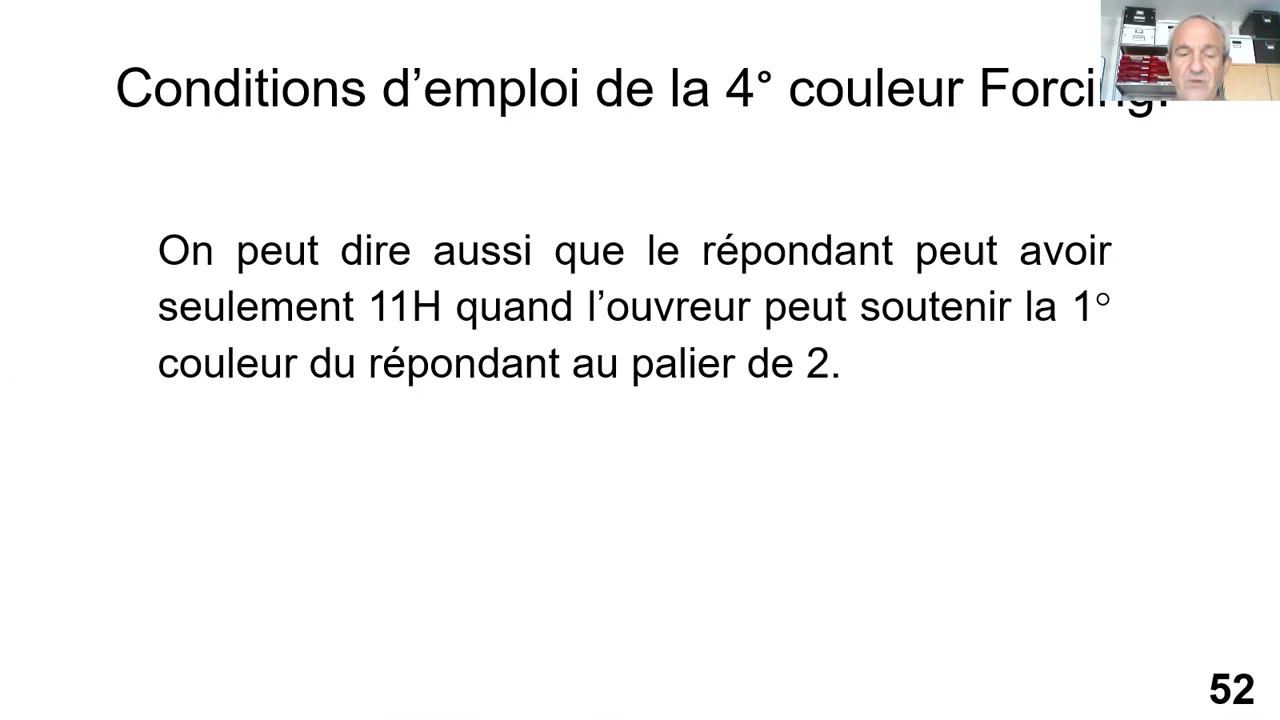 Conditions d’emploi de la 4° couleur Forcing.
On peut dire aussi que le répondant peut avoir
seulement 11H quand l’ouvreur peut soutenir la 1°
couleur du répondant au palier de 2.
52